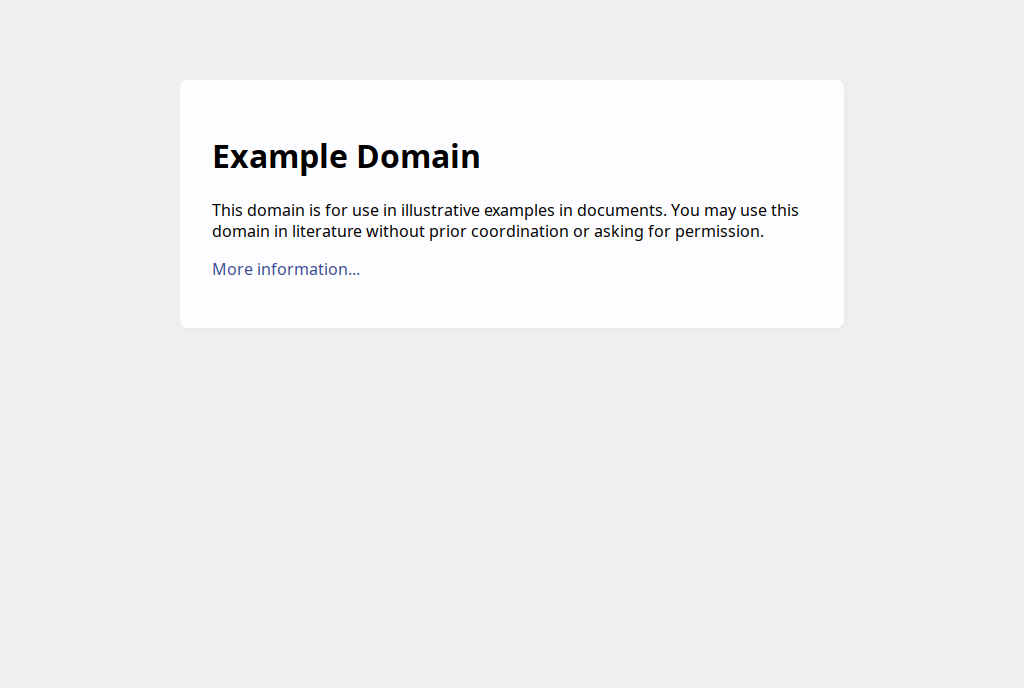 Example Domain
This domain is for use in illustrative examples in documents. You may use this
domain in literature without prior coordination or asking for permission.
More information...